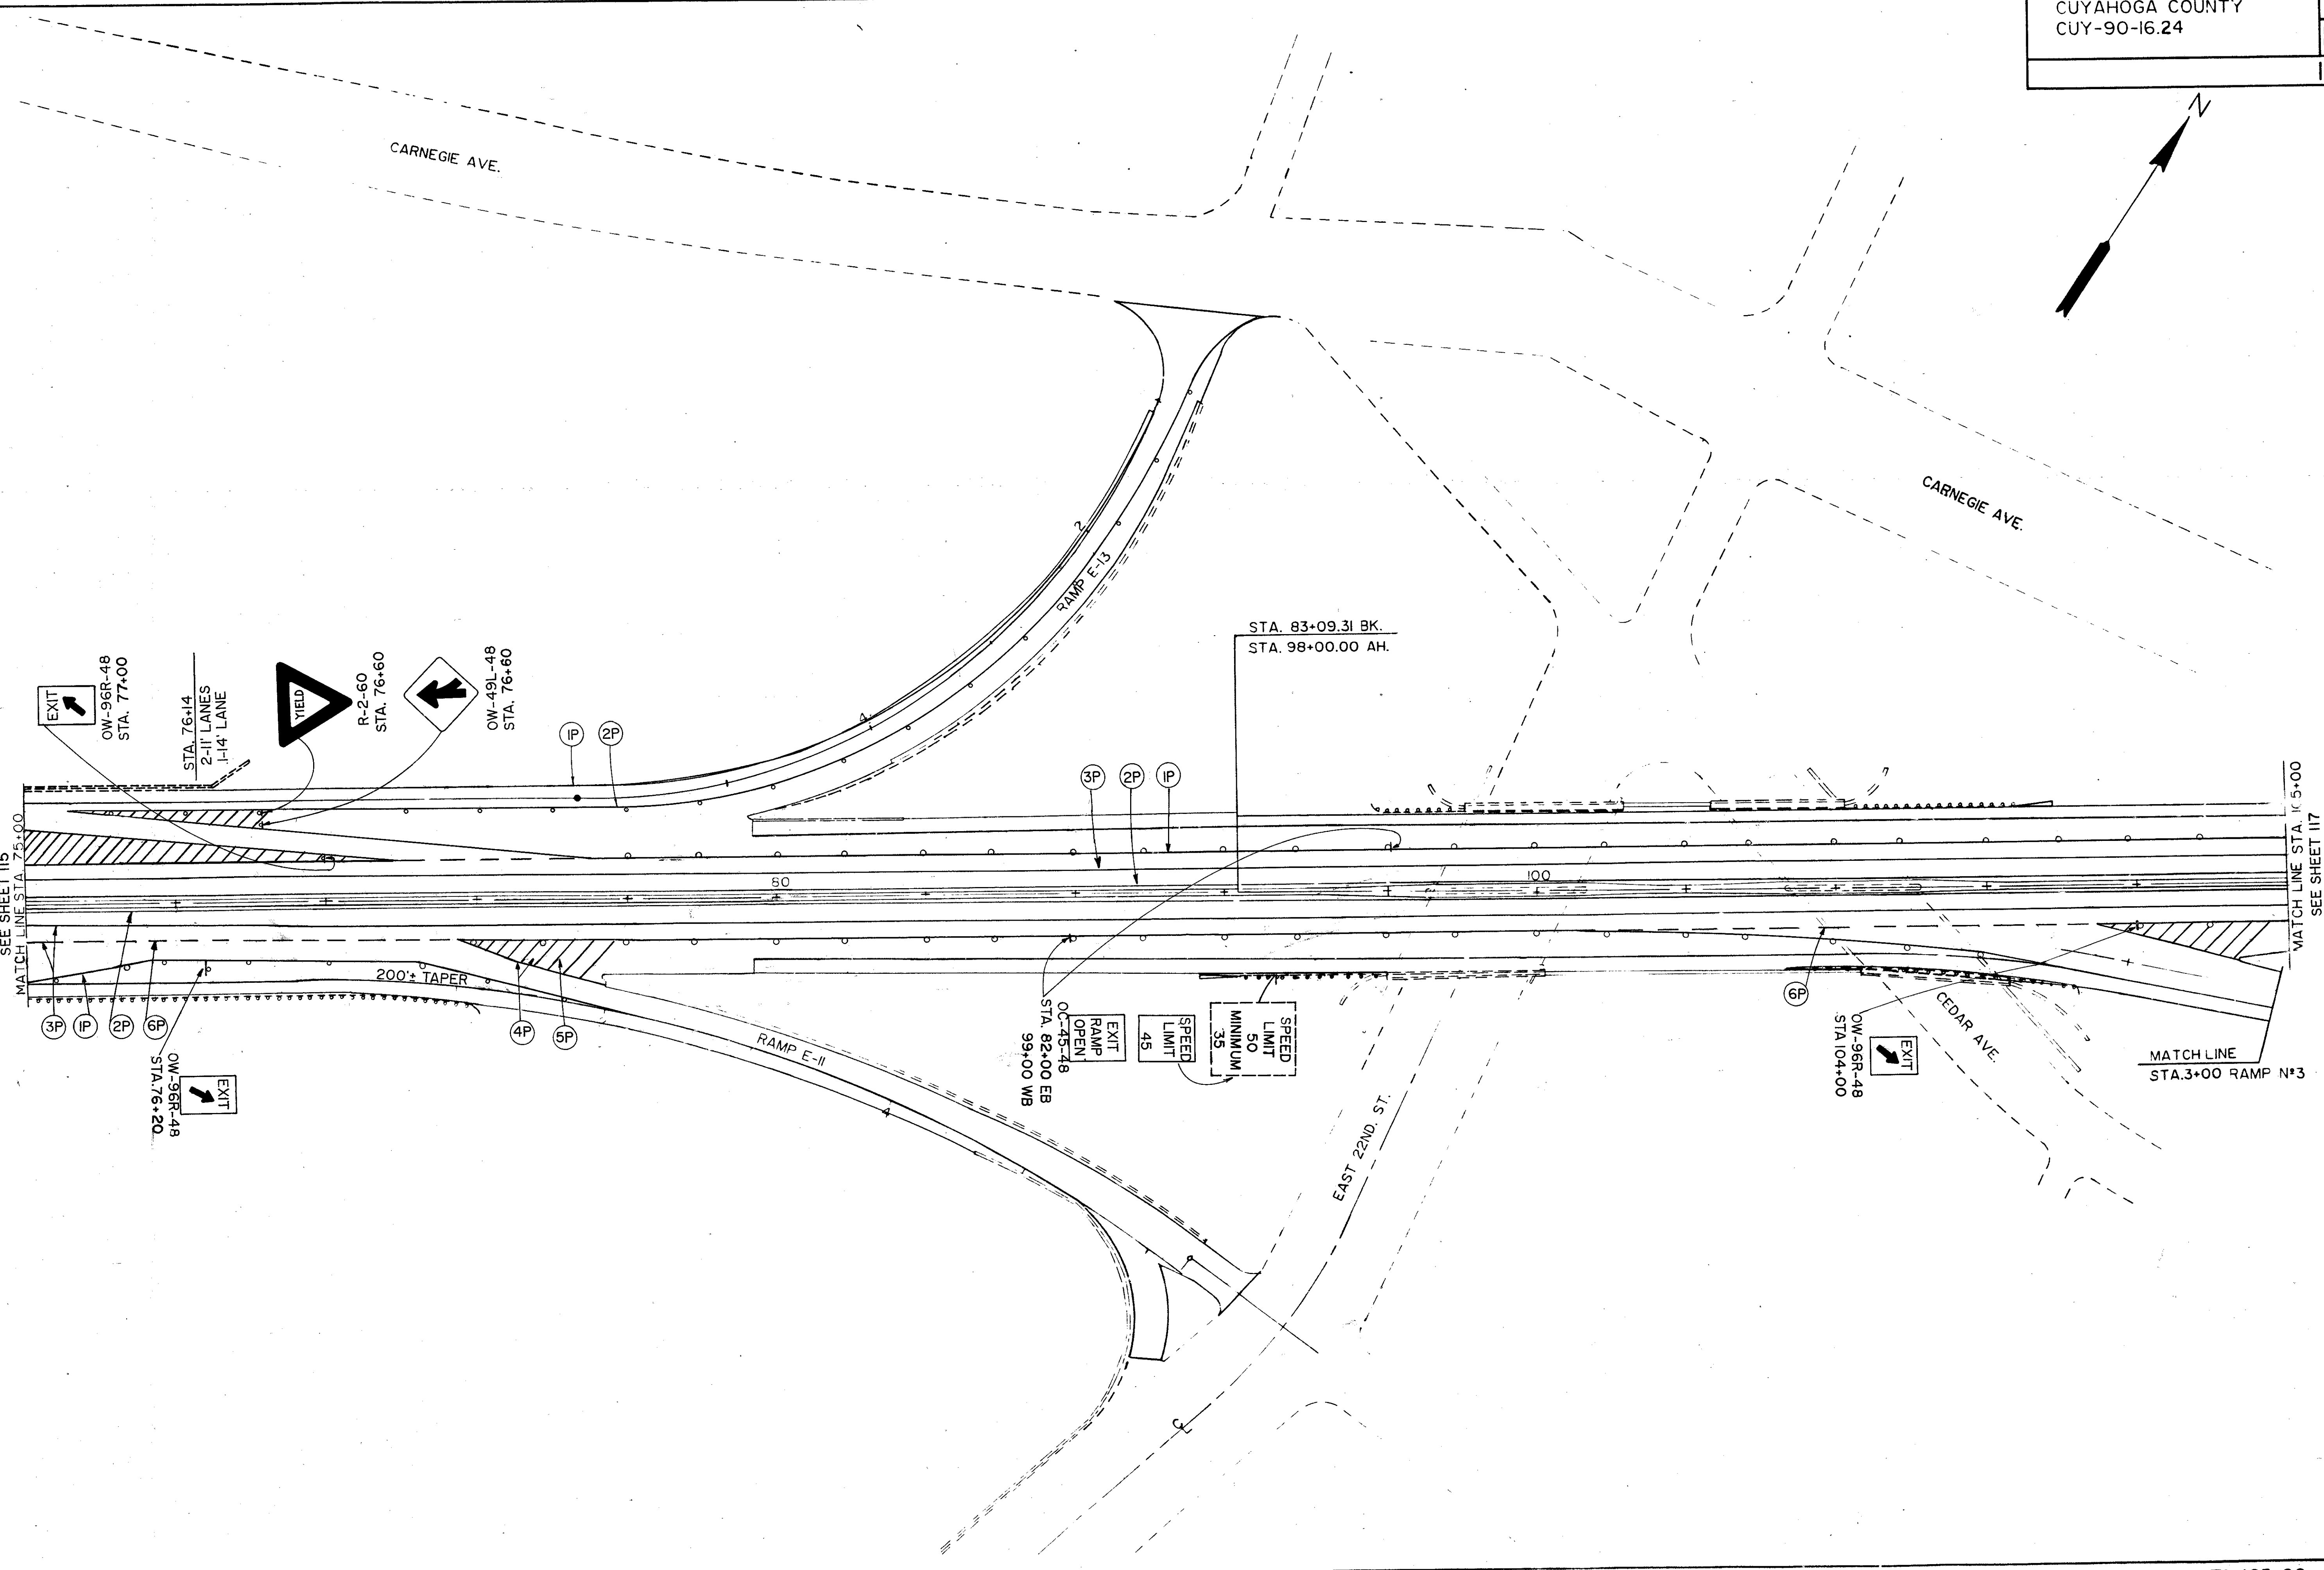 CUYAHOGA COUNTY
CUY-90-16.24
N
CARNEGIE AVE.
CARNEGIE AVE.
RAMP E-13
2
4
STA. 83+09.31 BK.
STA. 98+00.00 AH.
EXIT
OW-96R-48
STA. 77+00
STA. 76+14
2-11' LANES
1-14' LANE
YIELD
R-2-60
STA. 76+60
OW-49L-48
STA. 76+60
1P
2P
3P
2P
1P
SEE SHEET 115
MATCH LINE STA. 75+00
80
100
MATCH LINE STA. 105+00
SEE SHEET 117
200'± TAPER
3P
1P
2P
6P
4P
5P
6P
OW-96R-48
STA.76+20
EXIT
RAMP E-11
4
OC-45-48
STA. 82+00 EB
99+00 WB
EXIT
RAMP
OPEN
SPEED
LIMIT
45
SPEED
LIMIT
50
MINIMUM
35
EAST 22ND. ST.
OW-96R-48
STA 104+00
EXIT
CEDAR AVE.
MATCH LINE
STA.3+00 RAMP Nº3